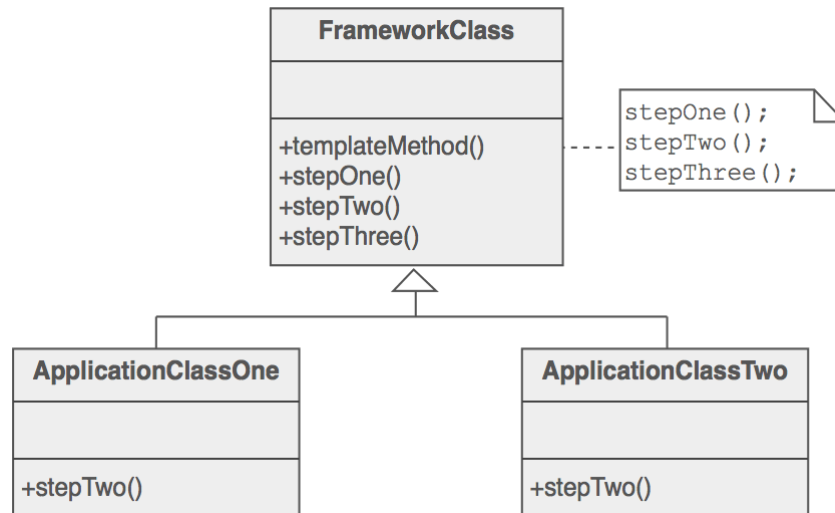 FrameworkClass
+templateMethod()
+stepOne()
+stepTwo()
+stepThree()
stepOne();
stepTwo();
stepThree();
ApplicationClassOne
+stepTwo()
ApplicationClassTwo
+stepTwo()